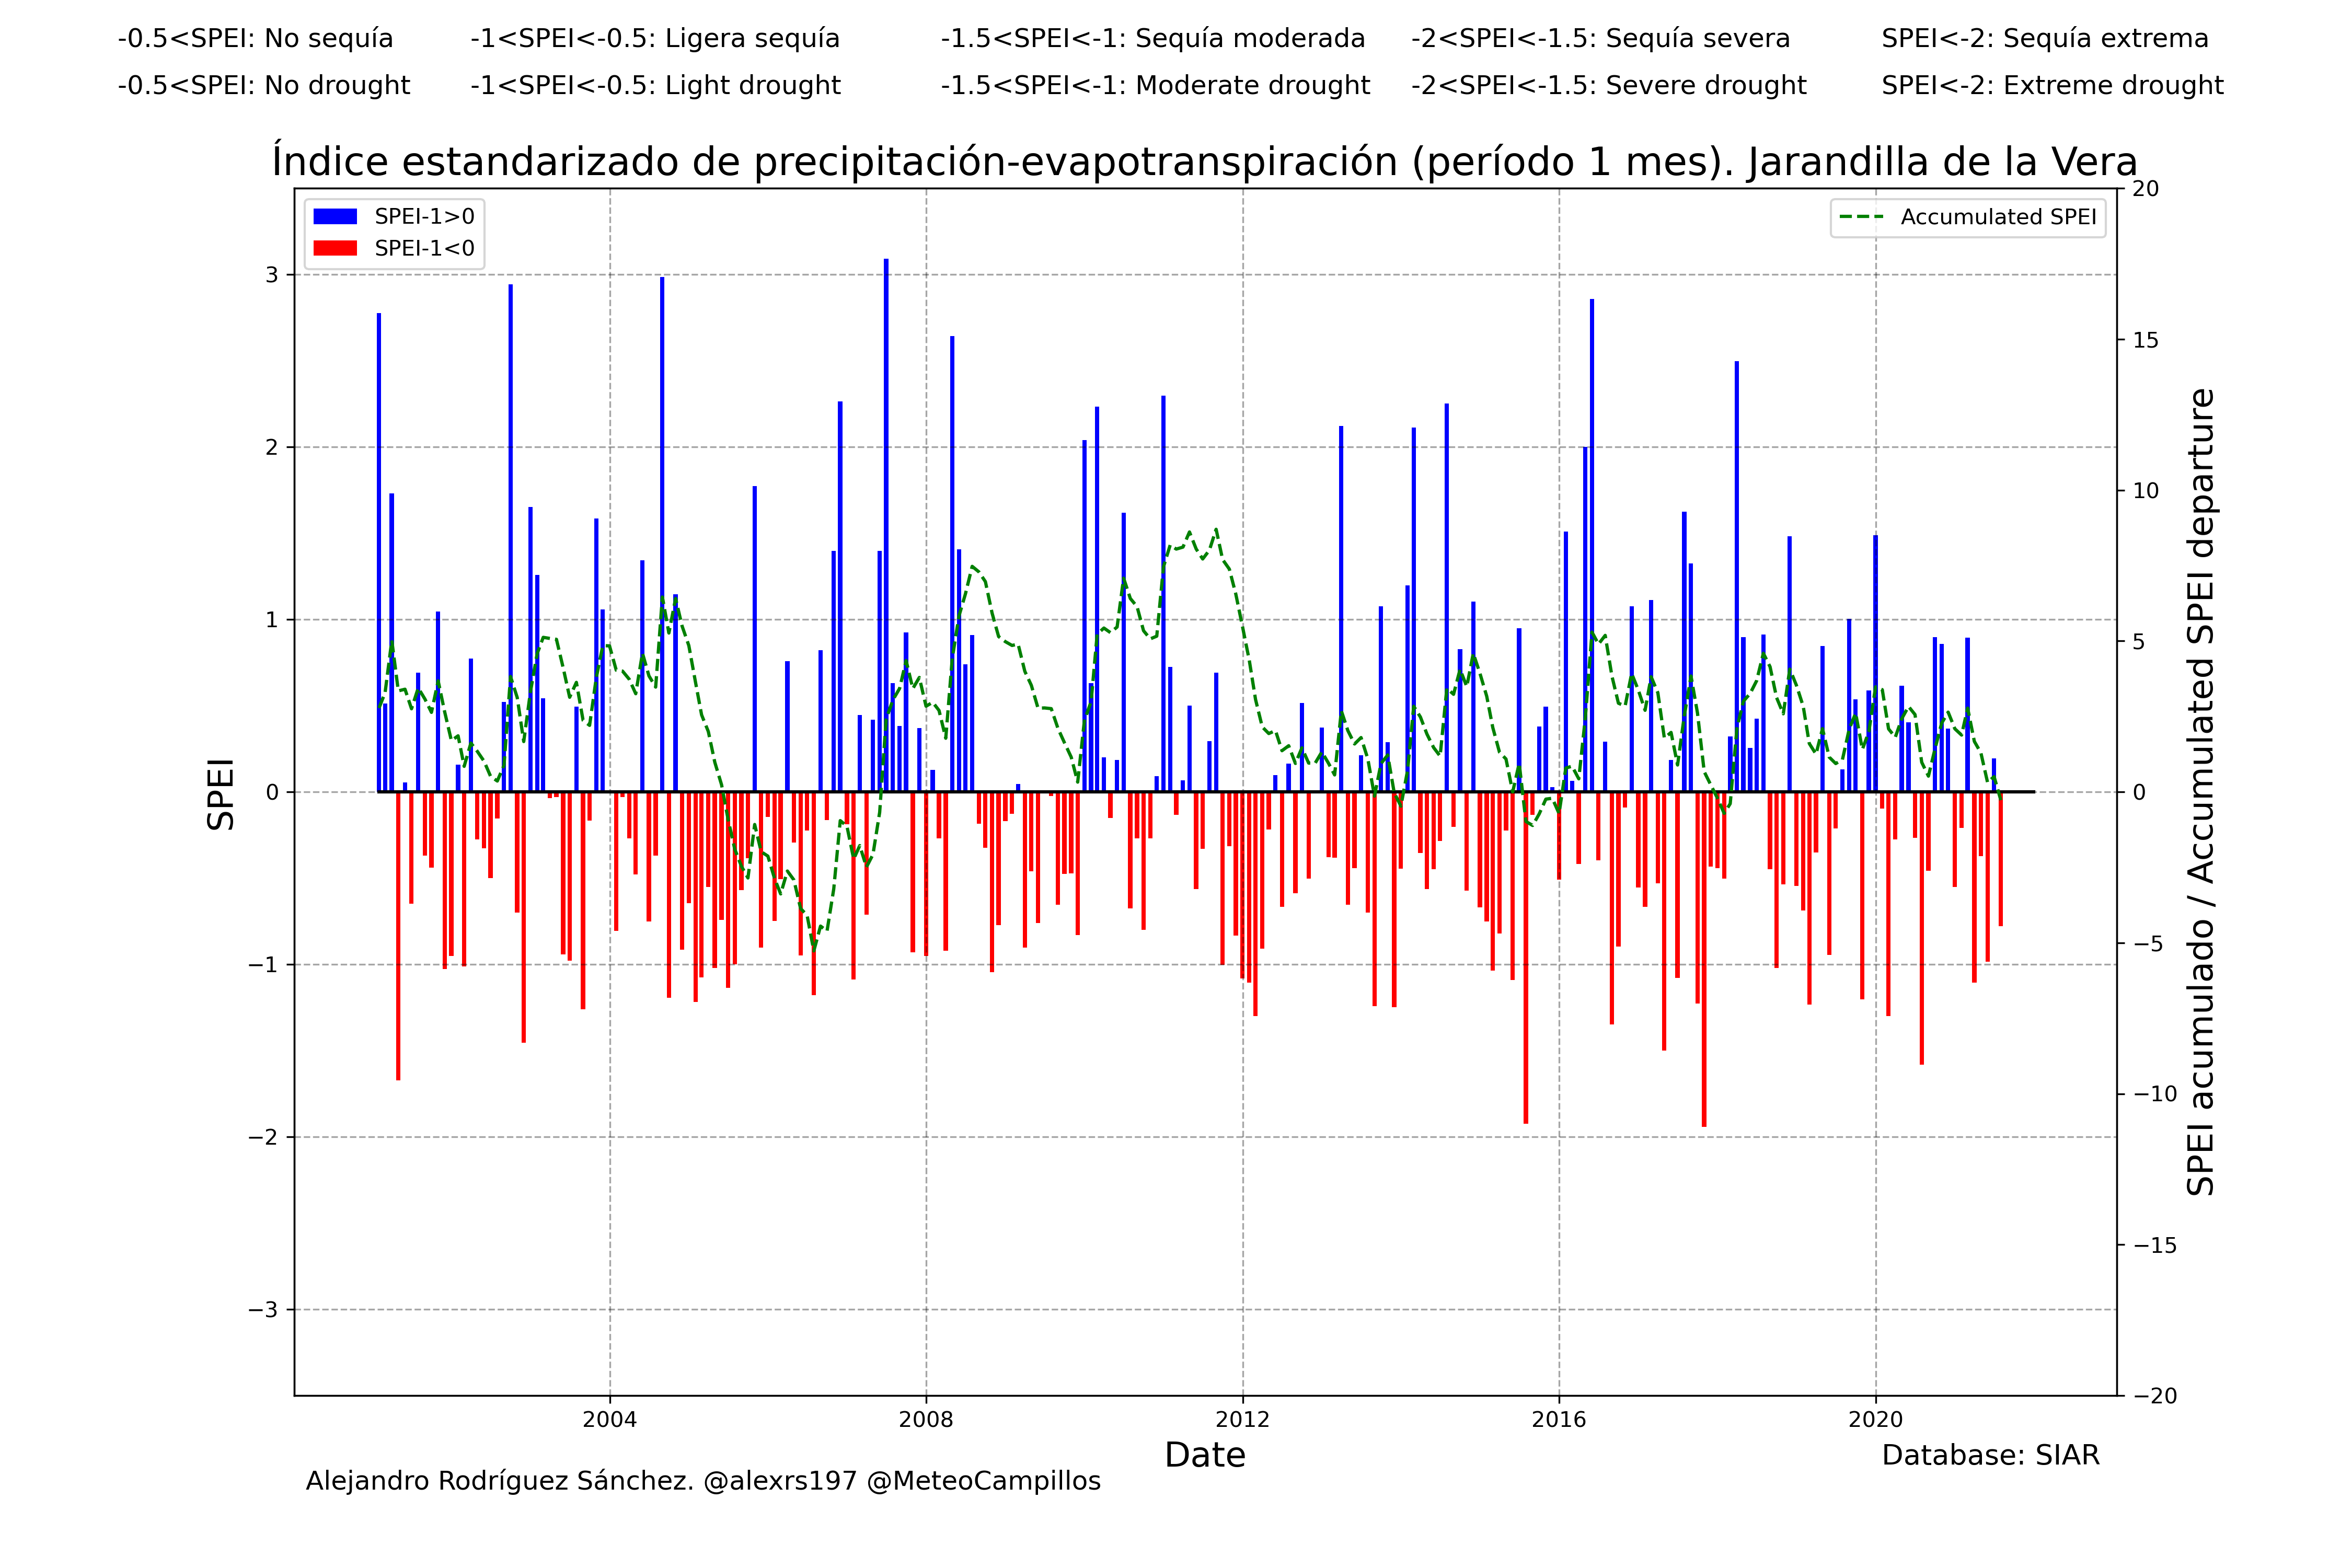 -0.5<SPEI: No sequía -1<SPEI<-0.5: Ligera sequía -1.5<SPEI<-1: Sequía moderada -2<SPEI<-1.5: Sequía severa SPEI<-2: Sequía extrema
-0.5<SPEI: No drought -1<SPEI<-0.5: Light drought -1.5<SPEI<-1: Moderate drought -2<SPEI<-1.5: Severe drought SPEI<-2: Extreme drought
Índice estandarizado de precipitación-evapotranspiración (período 1 mes). Jarandilla de la Vera
SPEI-1>0
SPEI-1<0
Accumulated SPEI
SPEI
3
2
1
0
−1
−2
−3
20
15
10
5
0
−5
−10
−15
−20
SPEI acumulado / Accumulated SPEI departure
2004 2008 2012 2016 2020
Date
Database: SIAR
Alejandro Rodríguez Sánchez. @alexrs197 @MeteoCampillos